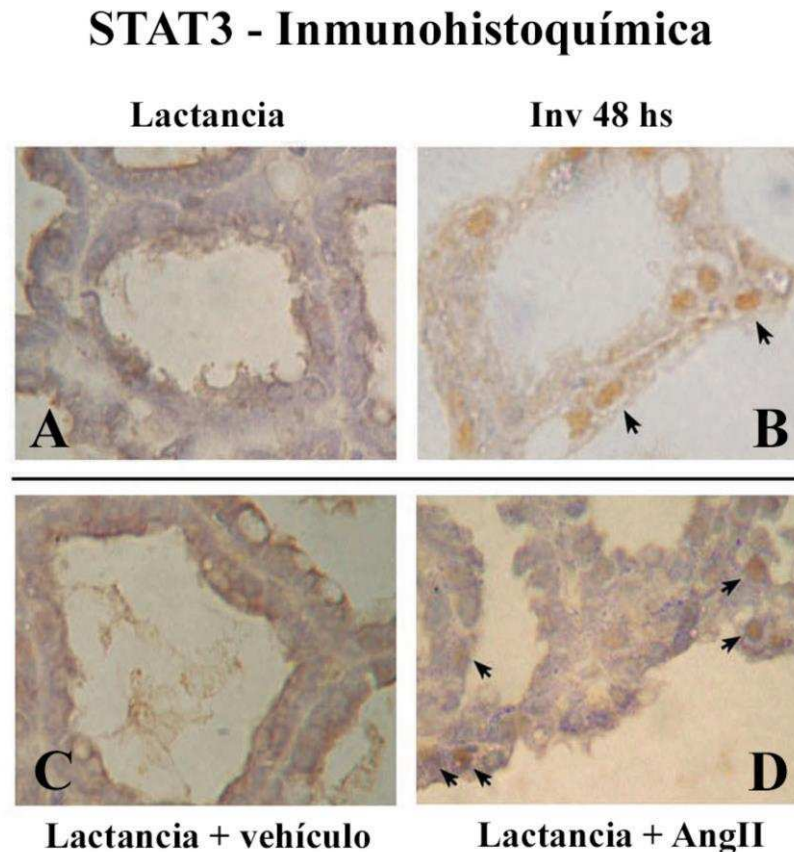 STAT3 - Inmunohistoquímica
Lactancia
Inv 48 hs
A
B
C
D
Lactancia + vehículo
Lactancia + AngII